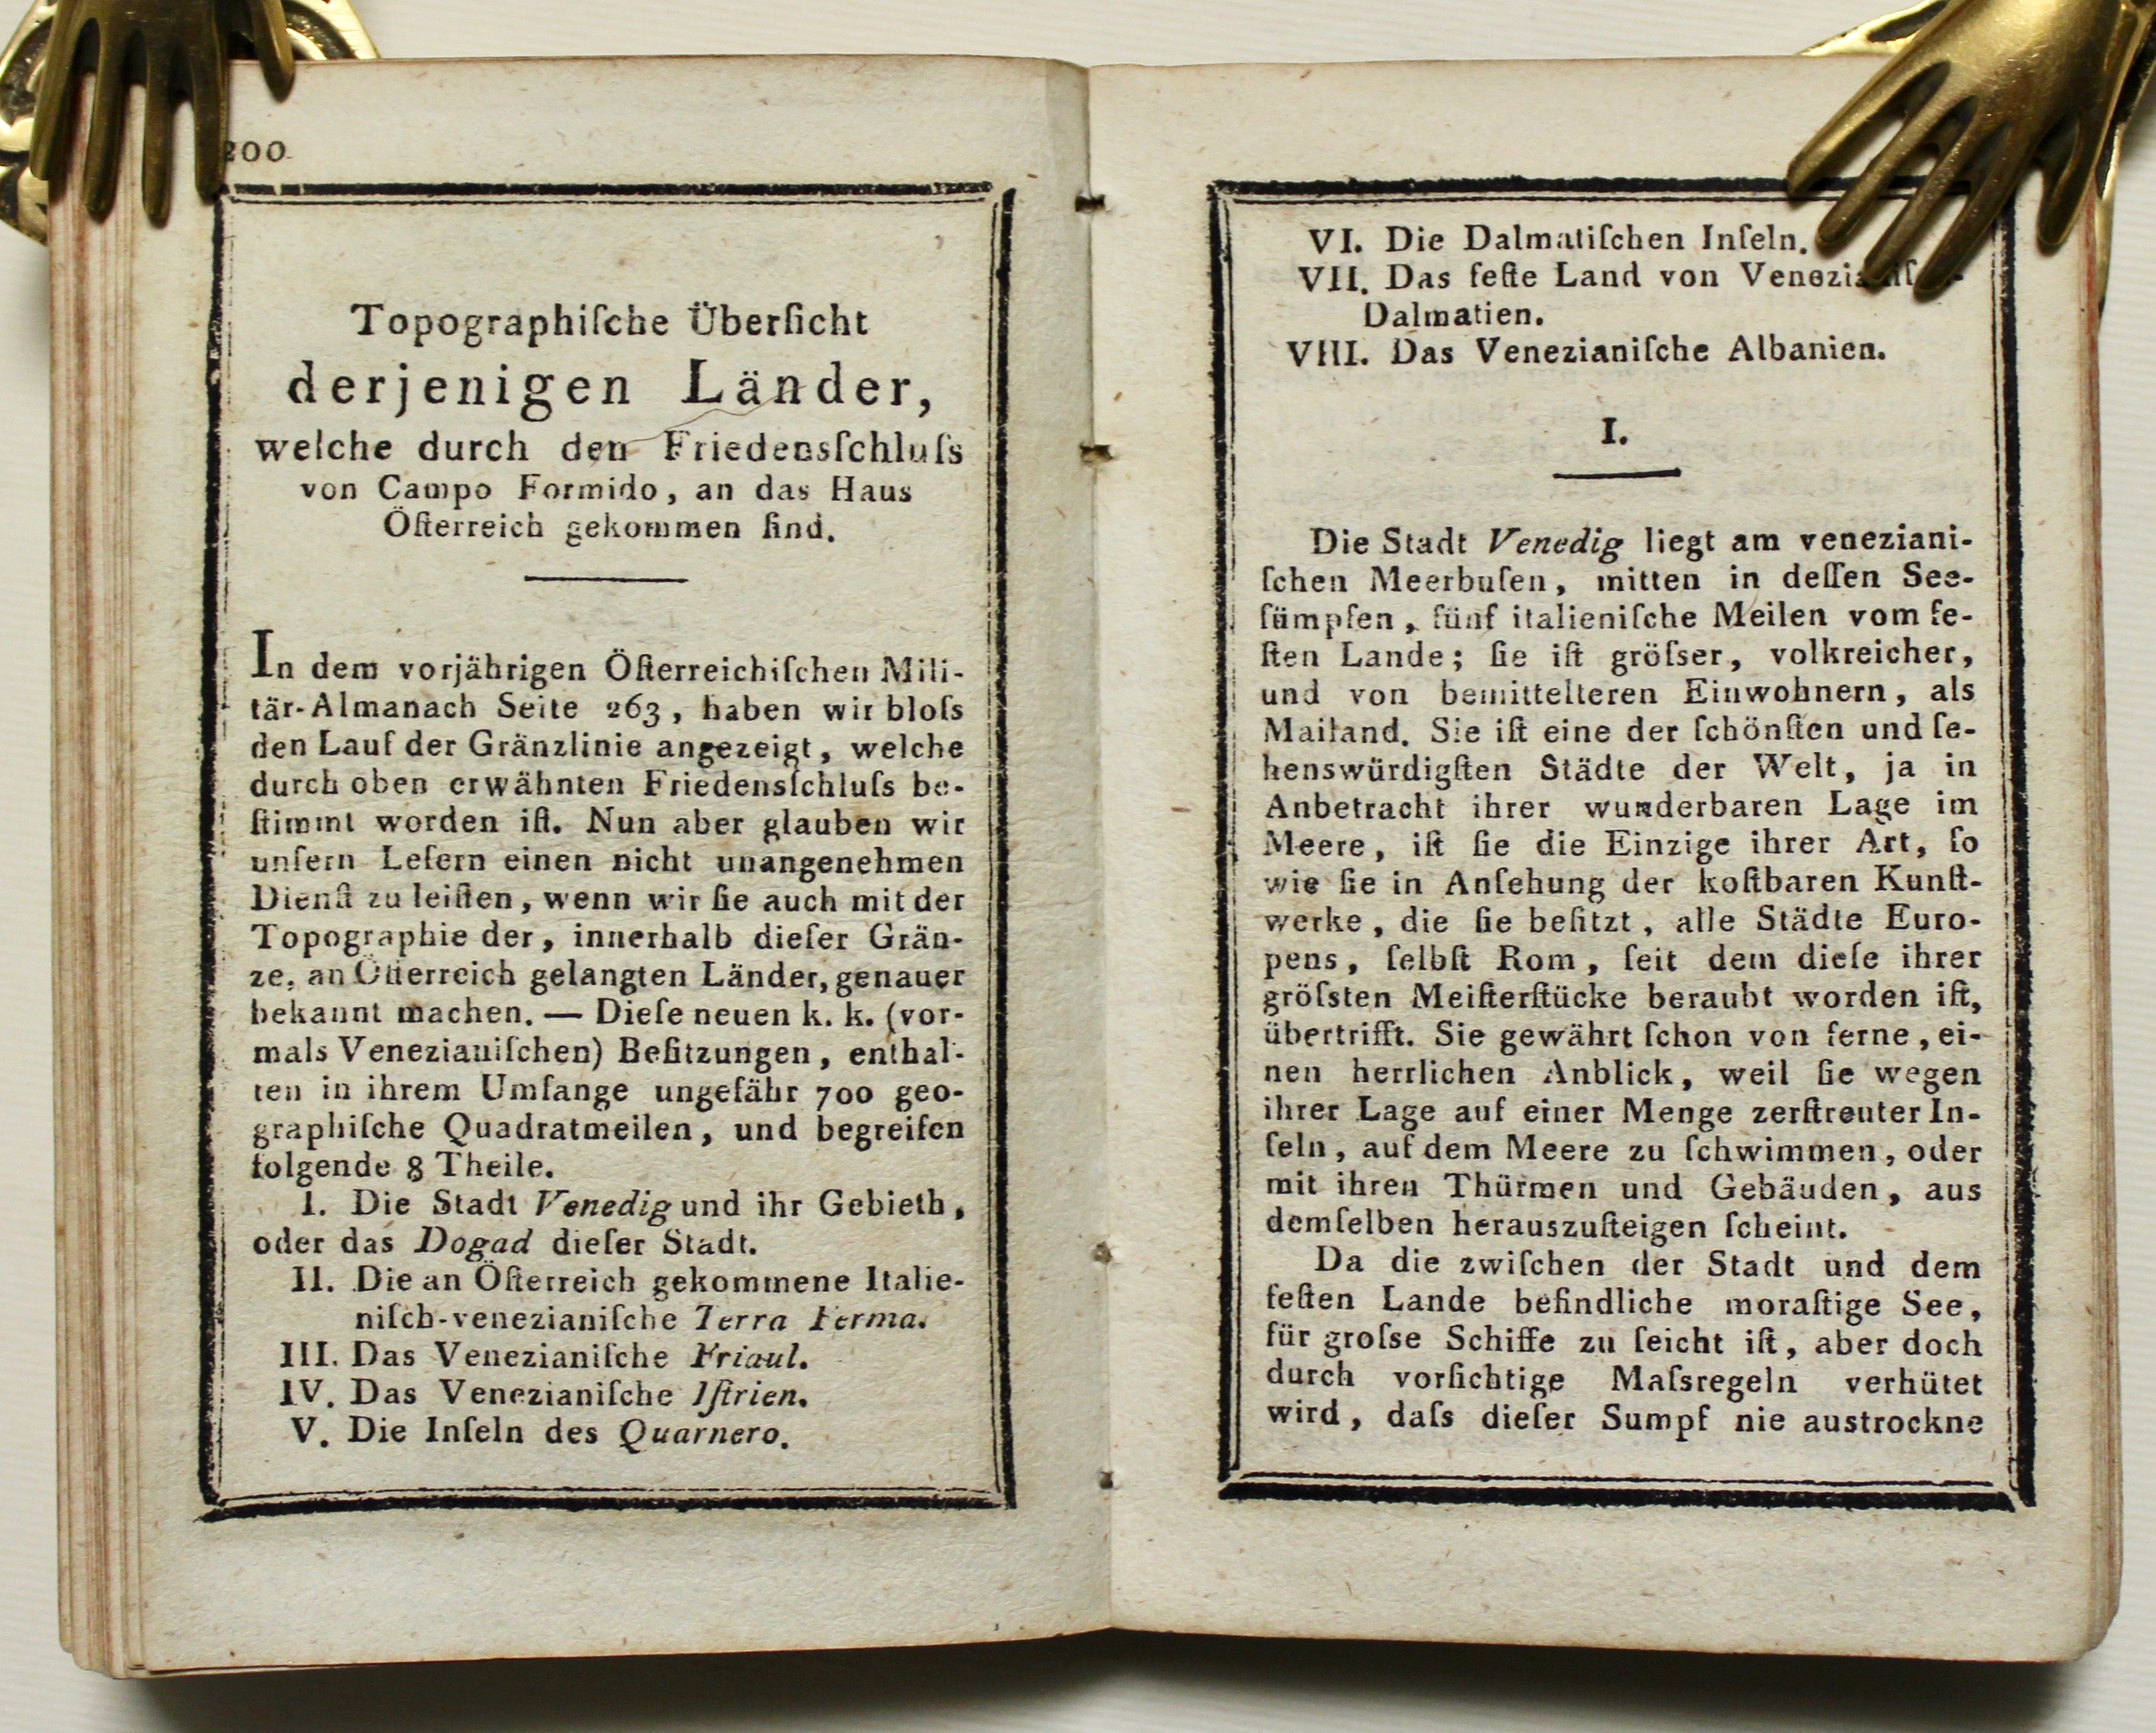 200
Topographiſche Überſicht
derjenigen Länder,
welche durch den Friedensſchluſs
von Campo Formido, an das Haus
Öſterreich gekommen ſind.
In dem vorjährigen Öſterreichiſchen Mili-
tär-Almanach Seite 263, haben wir bloſs
den Lauf der Gränzlinie angezeigt, welche
durch oben erwähnten Friedensſchluſs be-
ſtimmt worden iſt. Nun aber glauben wir
unſern Leſern einen nicht unangenehmen
Dienſt zu leiſten, wenn wir ſie auch mit der
Topographie der, innerhalb dieſer Grän-
ze, an Öſterreich gelangten Länder, genauer
bekannt machen. — Dieſe neuen k. k. (vor-
mals Venezianiſchen) Beſitzungen, enthal-
ten in ihrem Umfange ungefähr 700 geo-
graphiſche Quadratmeilen, und begreifen
folgende 8 Theile.
I. Die Stadt Venedig und ihr Gebieth,
oder das Dogad dieſer Stadt.
II. Die an Öſterreich gekommene Italie-
niſch-venezianiſche Terra Ferma.
III. Das Venezianiſche Friaul.
IV. Das Venezianiſche Iſtrien.
V. Die Inſeln des Quarnero.
VI. Die Dalmatiſchen Inſeln.
VII. Das feſte Land von
Dalmatien.
VIII. Das Venezianiſche Albanien.
I.
Die Stadt Venedig liegt am veneziani-
ſchen Meerbuſen, mitten in deſſen See-
ſümpfen, fünf italieniſche Meilen vom fe-
ſten Lande; ſie iſt gröſser, volkreicher,
und von bemittelteren Einwohnern, als
Mailand. Sie iſt eine der ſchönſten und ſe-
henswürdigſten Städte der Welt, ja in
Anbetracht ihrer wunderbaren Lage im
Meere, iſt ſie die Einzige ihrer Art, ſo
wie ſie in Anſehung der koſtbaren Kunſt-
werke, die ſie beſitzt, alle Städte Euro-
pens, ſelbſt Rom, ſeit dem dieſe ihrer
gröſsten Meiſterſtücke beraubt worden iſt,
übertrifft. Sie gewährt ſchon von ferne, ei-
nen herrlichen Anblick, weil ſie wegen
ihrer Lage auf einer Menge zerſtreuter In-
ſeln, auf dem Meere zu ſchwimmen, oder
mit ihren Thürmen und Gebäuden, aus
demſelben herauszuſteigen ſcheint.
Da die zwiſchen der Stadt und dem
feſten Lande befindliche moraſtige See,
für groſse Schiffe zu ſeicht iſt, aber doch
durch vorſichtige Maſsregeln verhütet
wird, daſs dieſer Sumpf nie austrockne